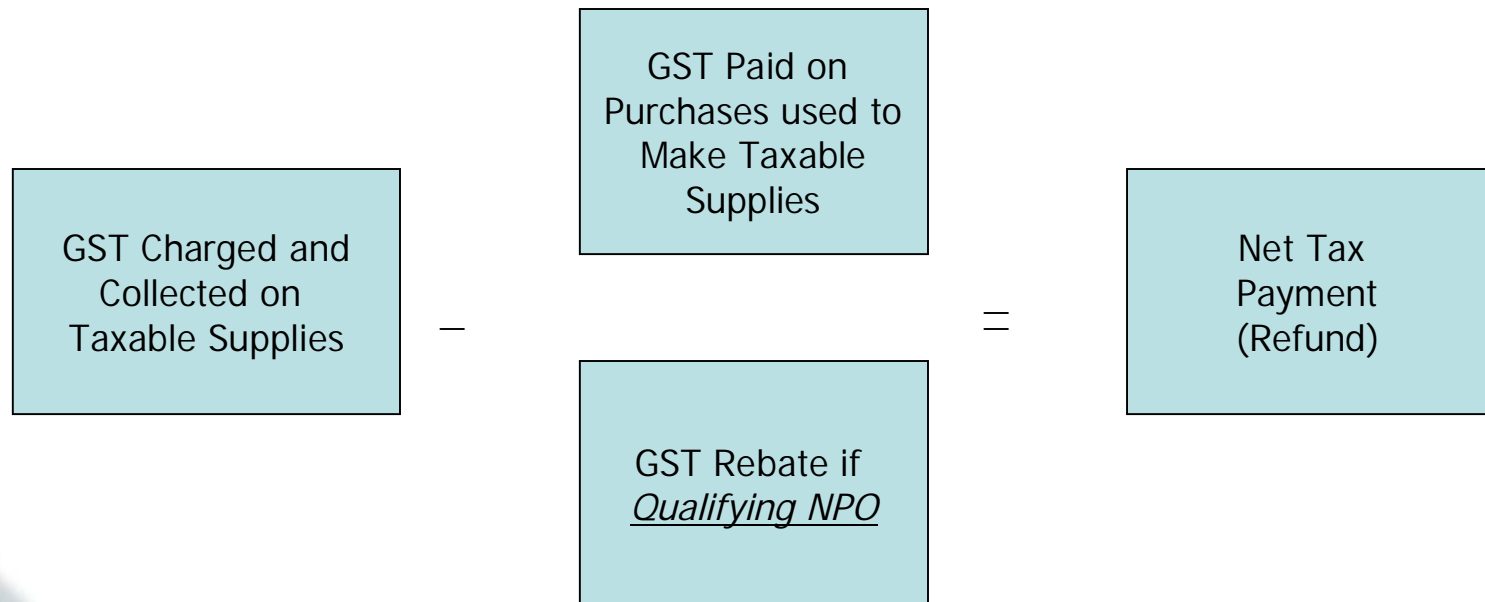 GST Charged and
Collected on
Taxable Supplies
–
GST Paid on
Purchases used to
Make Taxable
Supplies
GST Rebate if
Qualifying NPO
=
Net Tax
Payment
(Refund)